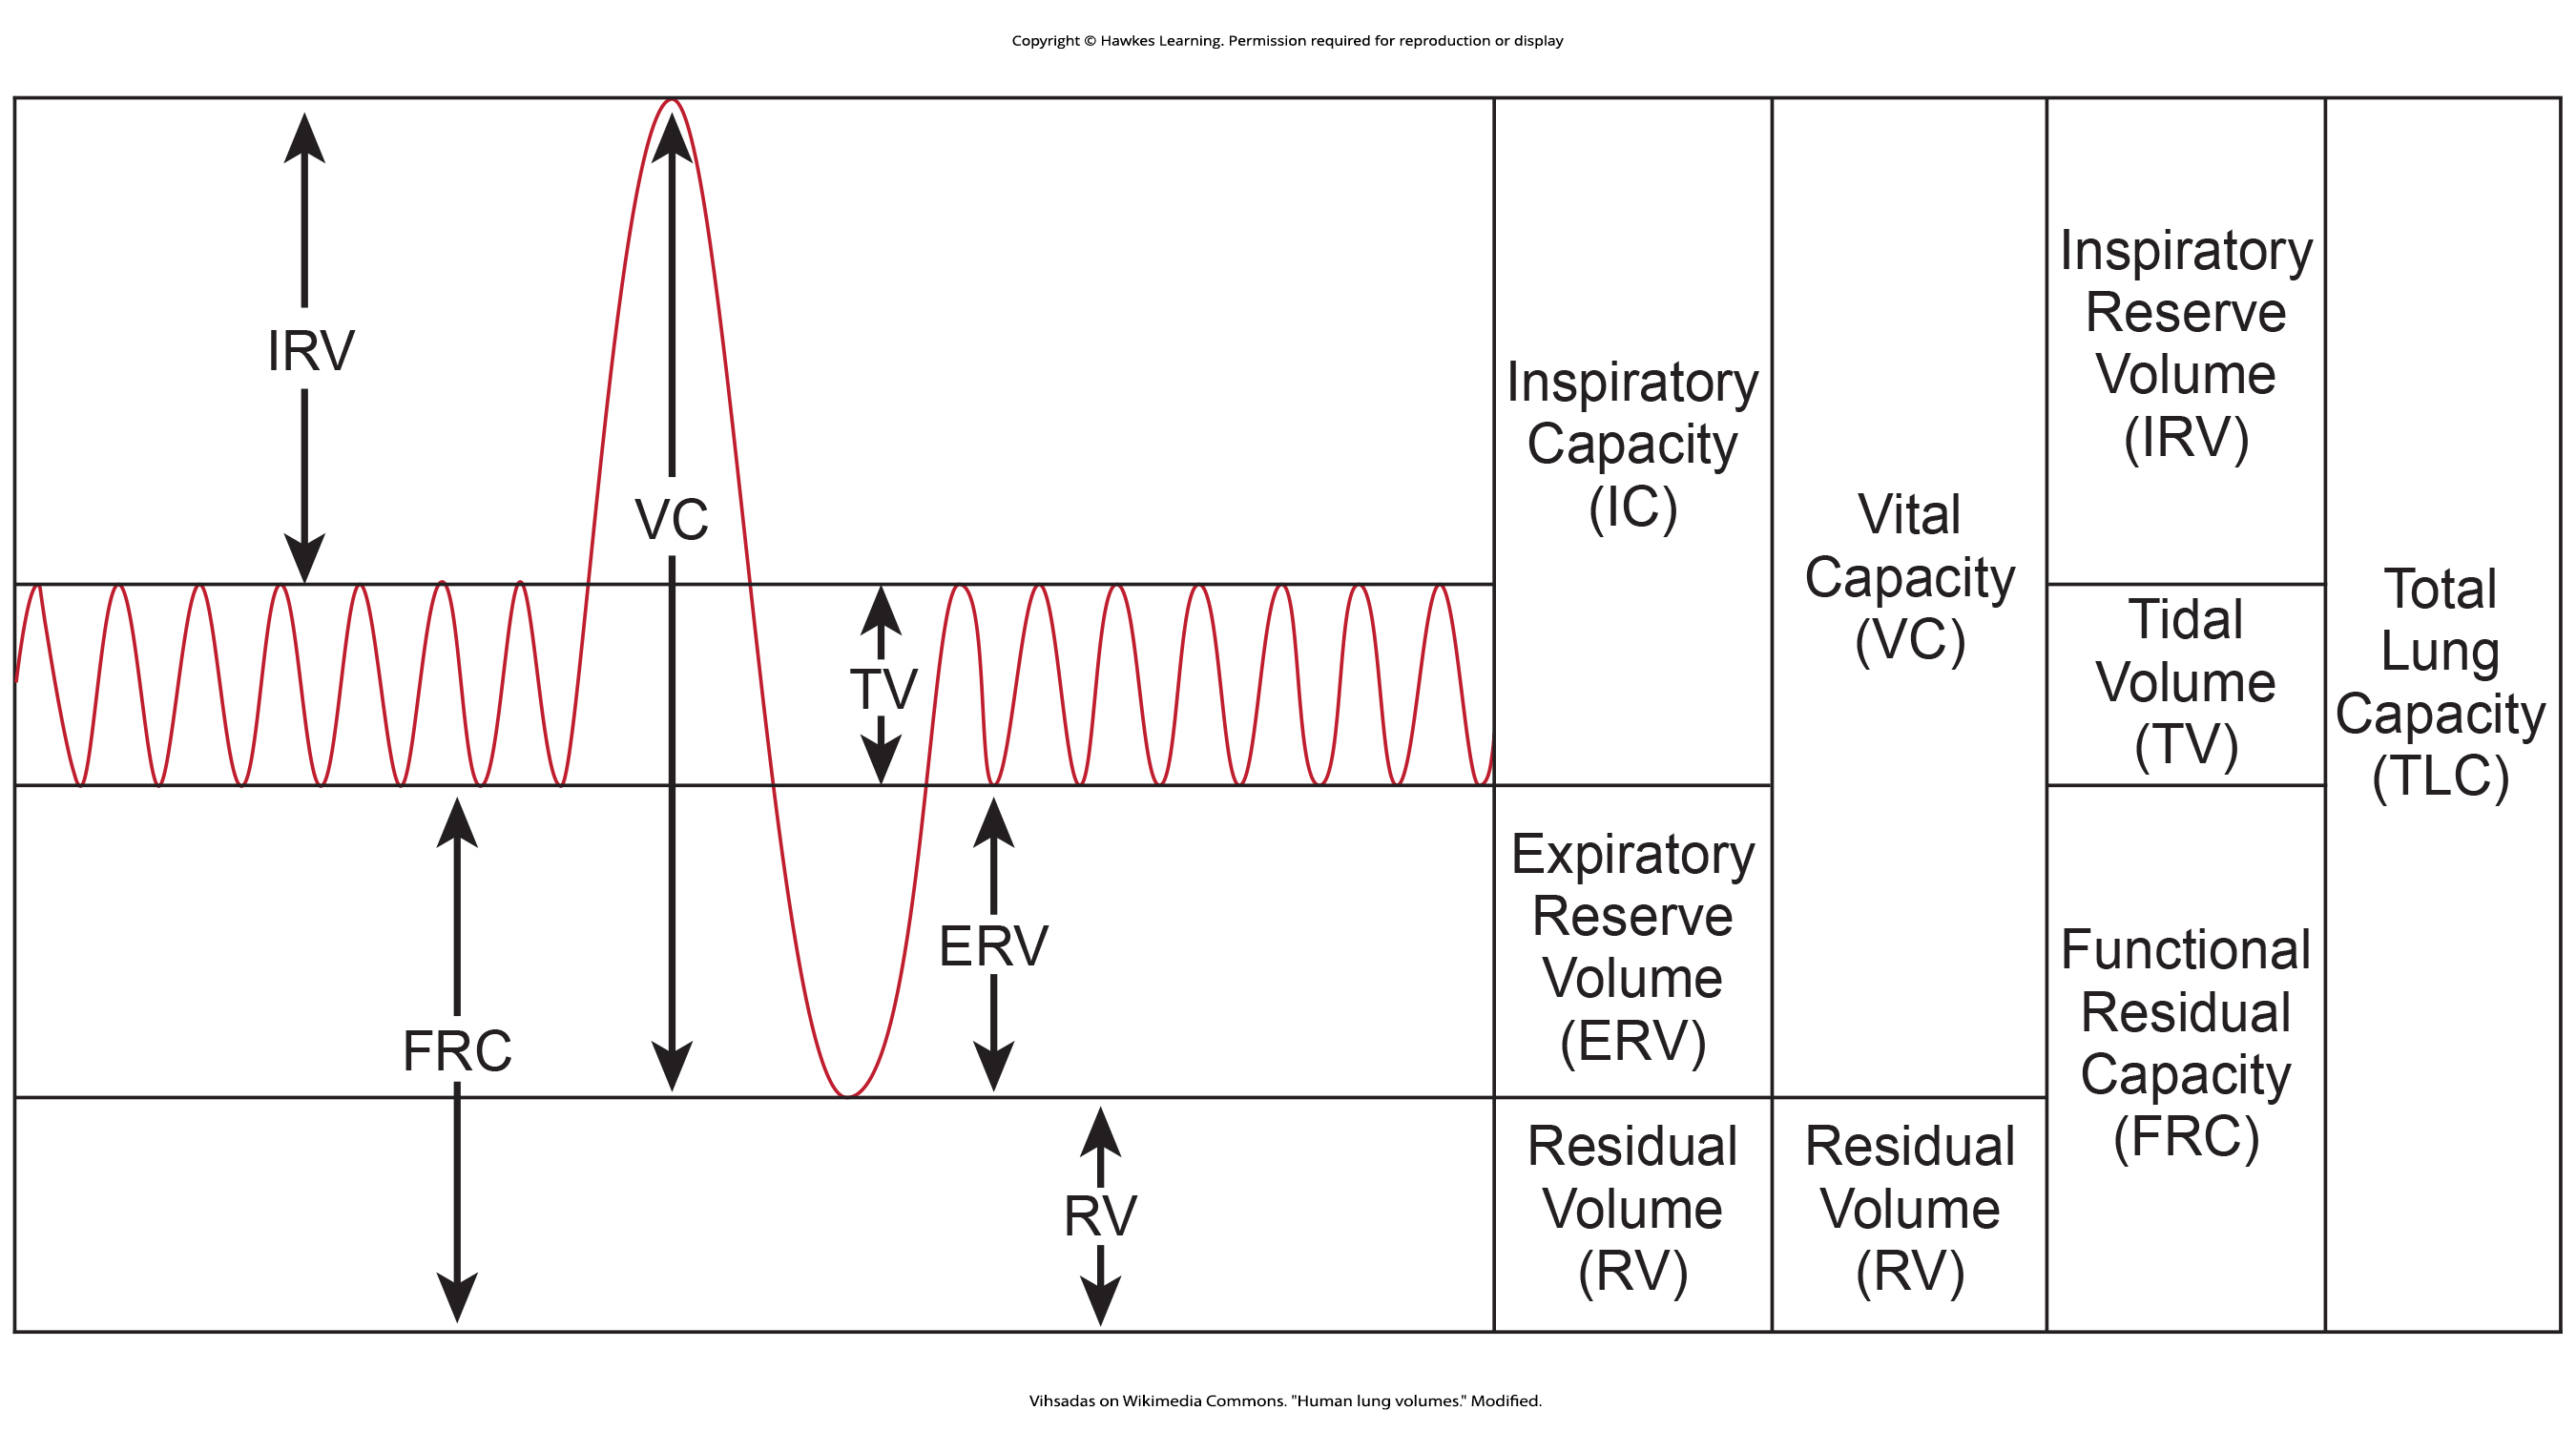 Copyright © Hawkes Learning. Permission required for reproduction or display
IRV
VC
TV
ERV
FRC
RV
Inspiratory
Capacity
(IC)
Expiratory
Reserve
Volume
(ERV)
Residual
Volume
(RV)
Vital
Capacity
(VC)
Residual
Volume
(RV)
Inspiratory
Reserve
Volume
(IRV)
Tidal
Volume
(TV)
Functional
Residual
Capacity
(FRC)
Total
Lung
Capacity
(TLC)
Vihsadas on Wikimedia Commons. "Human lung volumes." Modified.